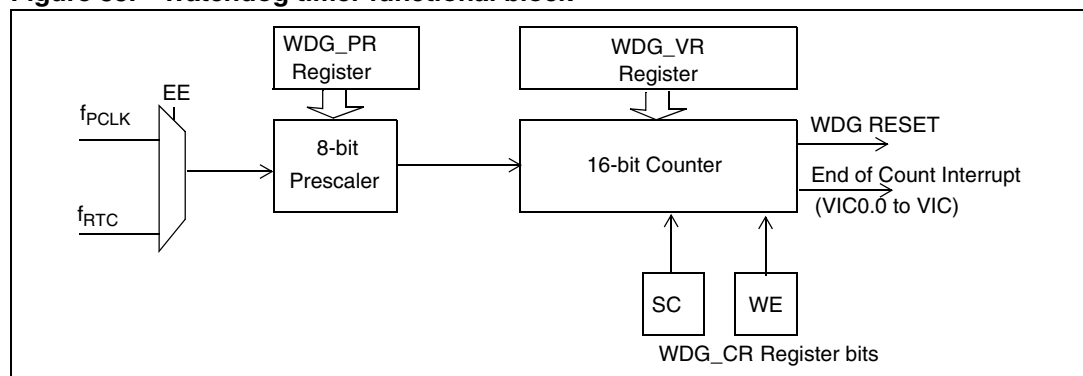 WDG_PR
Register
WDG_VR
Register
EE
fPCLK
8-bit
Prescaler
16-bit Counter
WDG RESET
End of Count Interrupt
(VIC0.0 to VIC)
fRTC
SC
WE
WDG_CR Register bits